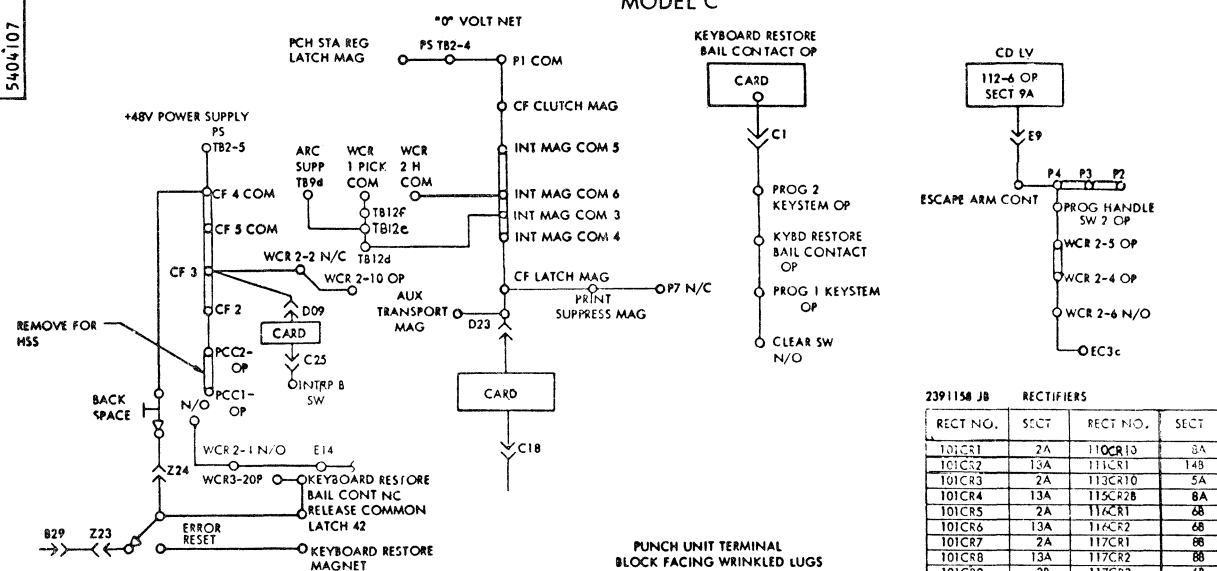 MODEL C
5404107
"0" VOLT NET
PCH STA REG
LATCH MAG
PS TB2-4
P1 COM
CF CLUTCH MAG
INT MAG COM 5
INT MAG COM 6
INT MAG COM 3
INT MAG COM 4
CF LATCH MAG
PRINT
SUPPRESS MAG
P7 N/C
AUX
TRANSPORT
MAG
D23
CARD
C18
+48V POWER SUPPLY
PS
TB2-5
CF 4 COM
CF 5 COM
CF 3
CF 2
PCC2-
OP
PCC1-
OP
REMOVE FOR
HSS
ARC
SUPP
TB9d
WCR
1 PICK
COM
WCR
2 H
COM
TB12f
TB12e
TB12d
WCR 2-2 N/C
WCR 2-10 OP
D09
CARD
C25
INTRP B
SW
BACK
SPACE
N/O
WCR 2-1 N/O
E14
WCR3-20P
KEYBOARD RESTORE
BAIL CONT NC
RELEASE COMMON
LATCH 42
Z24
B29
Z23
ERROR
RESET
KEYBOARD RESTORE
MAGNET
KEYBOARD RESTORE
BAIL CONTACT OP
CARD
C1
PROG 2
KEYSTEM OP
KYBD RESTORE
BAIL CONTACT
OP
PROG 1 KEYSTEM
OP
CLEAR SW
N/O
CD LV
112-6 OP
SECT 9A
E9
P4 P3 P2
ESCAPE ARM CONT
PROG HANDLE
SW 2 OP
WCR 2-5 OP
WCR 2-4 OP
WCR 2-6 N/O
EC3c
PUNCH UNIT TERMINAL
BLOCK FACING WRINKLED LUGS
2391158 JB RECTIFIERS
RECT NO. SECT RECT NO. SECT
101CR1 2A 110CR10 8A
101CR2 13A 111CR1 14B
101CR3 2A 113CR10 5A
101CR4 13A 115CR2B 8A
101CR5 2A 116CR1 6B
101CR6 13A 116CR2 6B
101CR7 2A 117CR1 8B
101CR8 13A 117CR2 8B